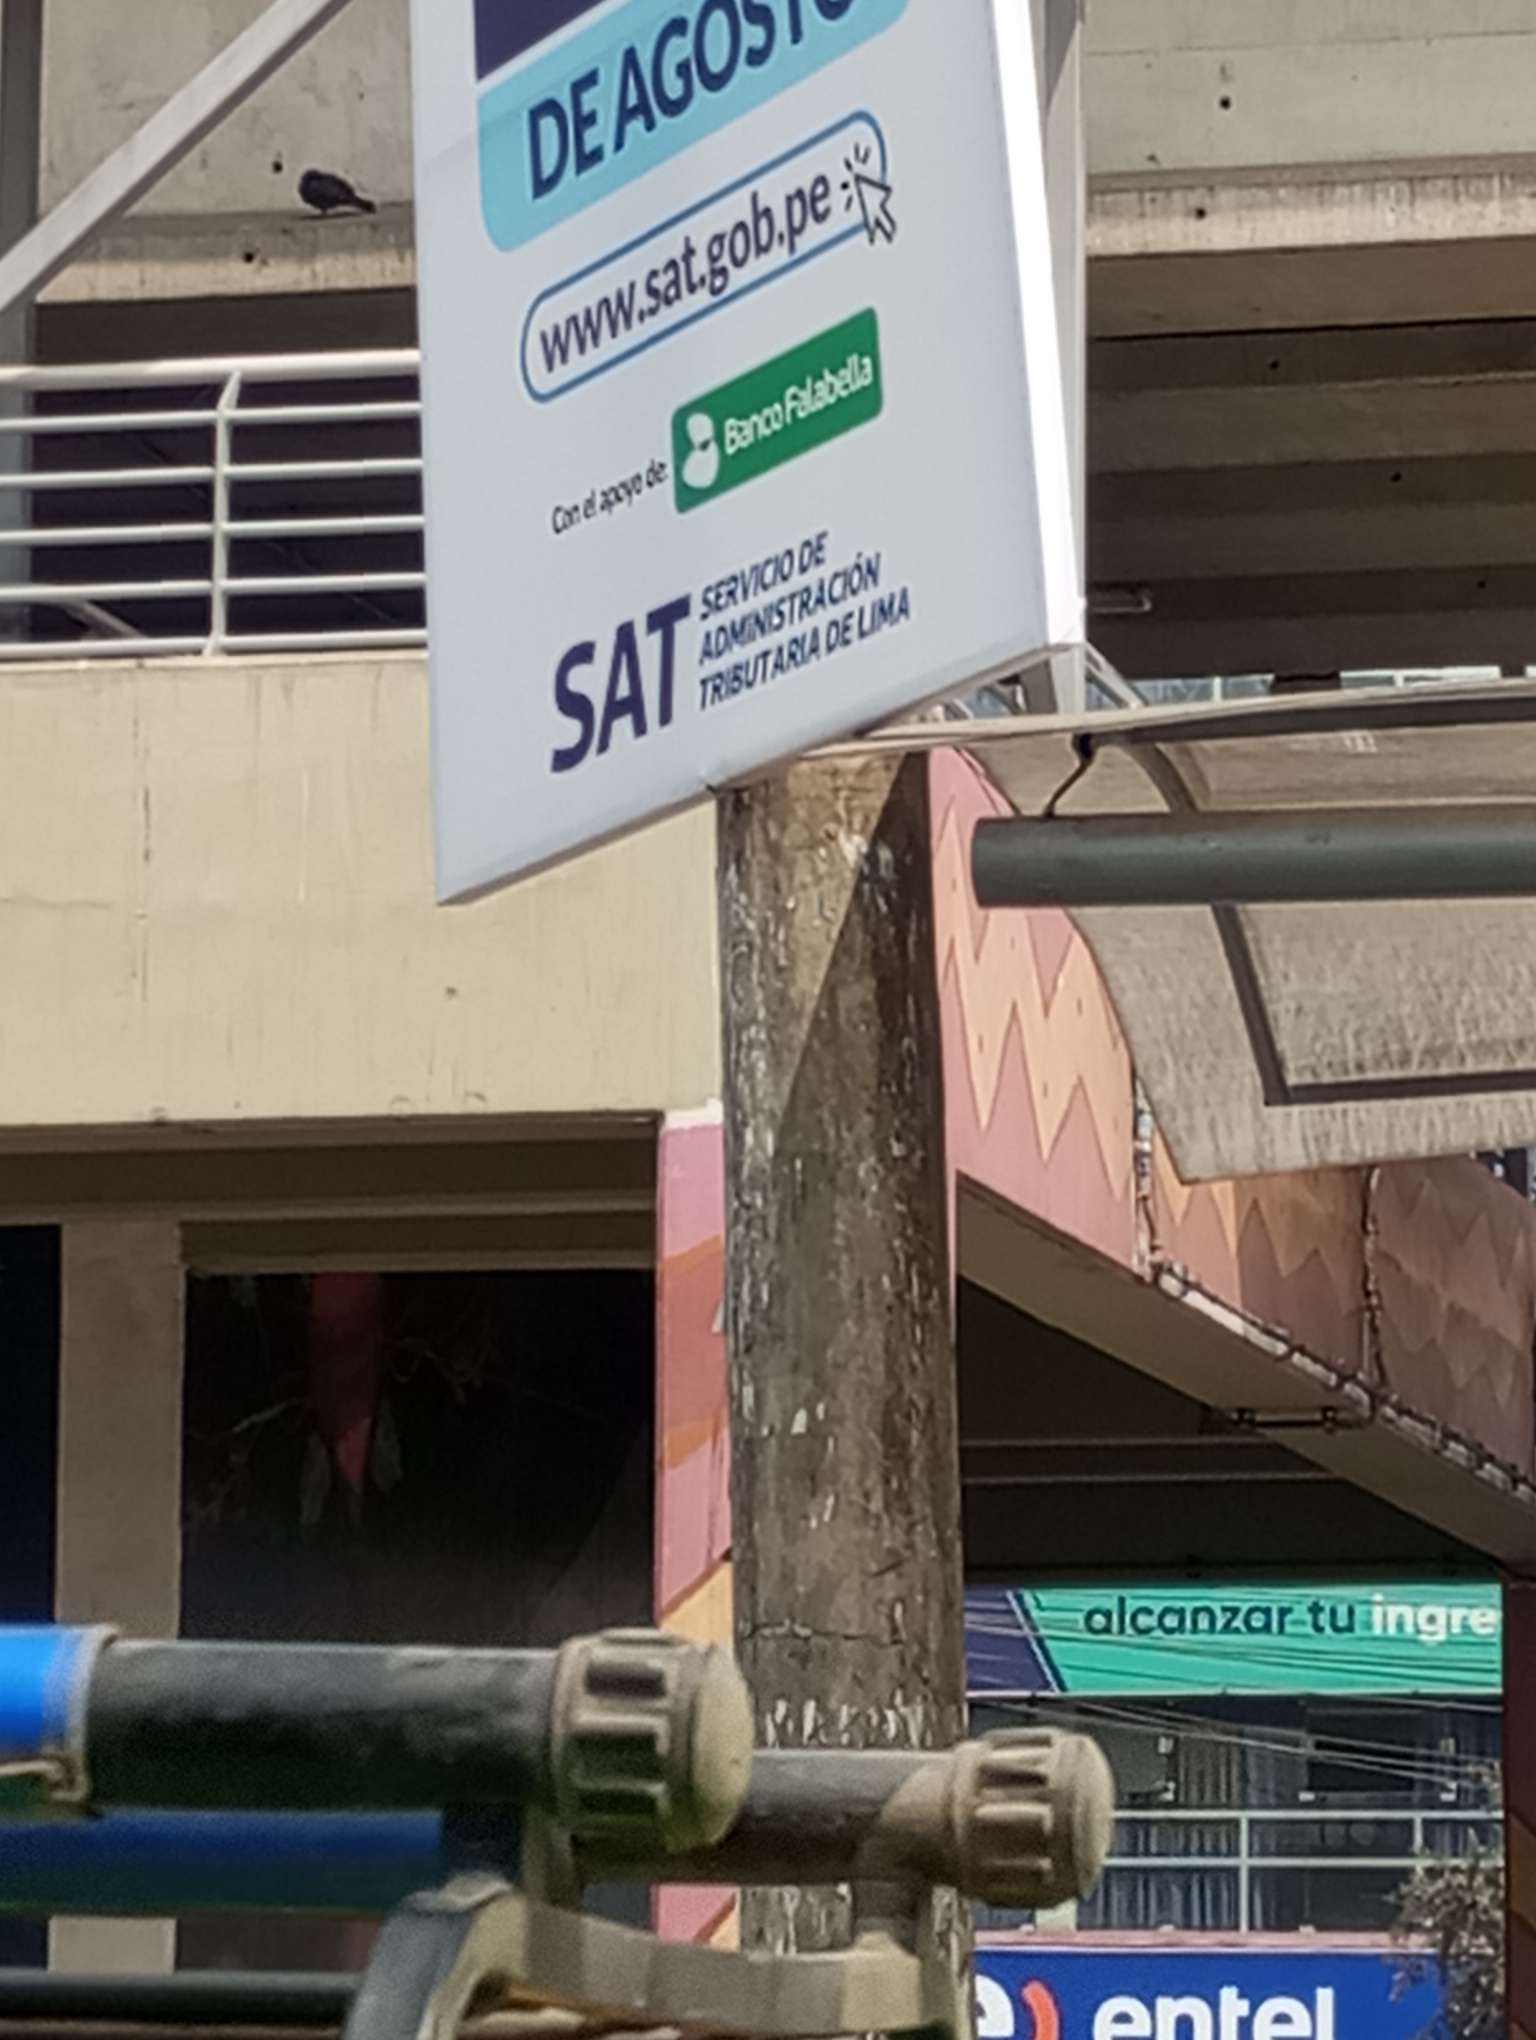 DE AGOSTO
www.sat.gob.pe
Con el apoyo de:
Banco Falabella
SAT
SERVICIO DE
ADMINISTRACIÓN
TRIBUTARIA DE LIMA
alcanzar tu ingre
entel